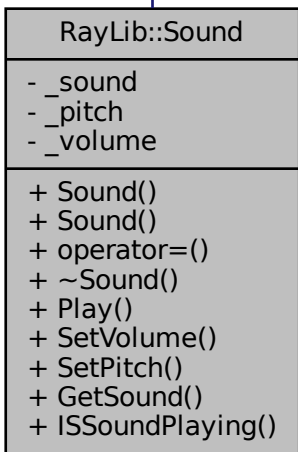 RayLib::Sound
- _sound
- _pitch
- _volume
+ Sound()
+ Sound()
+ operator=()
+ ~Sound()
+ Play()
+ SetVolume()
+ SetPitch()
+ GetSound()
+ ISSoundPlaying()